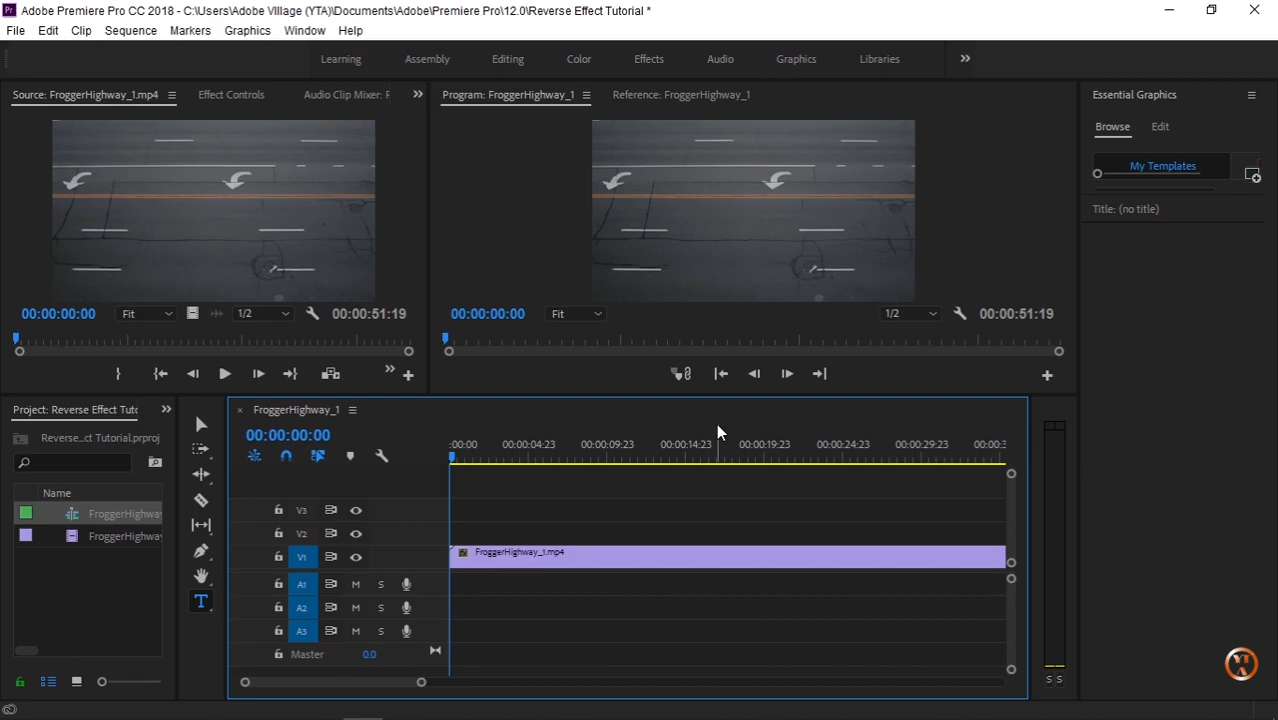 Adobe Premiere Pro CC 2018 - C:\Users\Adobe Village (YTA)\Documents\Adobe\Premiere Pro\12.0\Reverse Effect Tutorial *
File Edit Clip Sequence Markers Graphics Window Help
Learning Assembly Editing Color Effects Audio Graphics Libraries
Source: FroggerHighway_1.mp4 Effect Controls Audio Clip Mixer: F
Program: FroggerHighway_1 Reference: FroggerHighway_1
Essential Graphics
Browse Edit
My Templates
Title: (no title)
00:00:00:00 Fit 1/2 00:00:51:19
00:00:00:00 Fit 1/2 00:00:51:19
Project: Reverse Effect Tuto
Reverse...ct Tutorial.prproj
Name
FroggerHighwa
FroggerHighwa
FroggerHighway_1
00:00:00:00
:00:00 00:00:04:23 00:00:09:23 00:00:14:23 00:00:19:23 00:00:24:23 00:00:29:23 00:00:3
V3
V2
V1 FroggerHighway_1.mp4
A1 M S
A2 M S
A3 M S
Master 0.0
S S